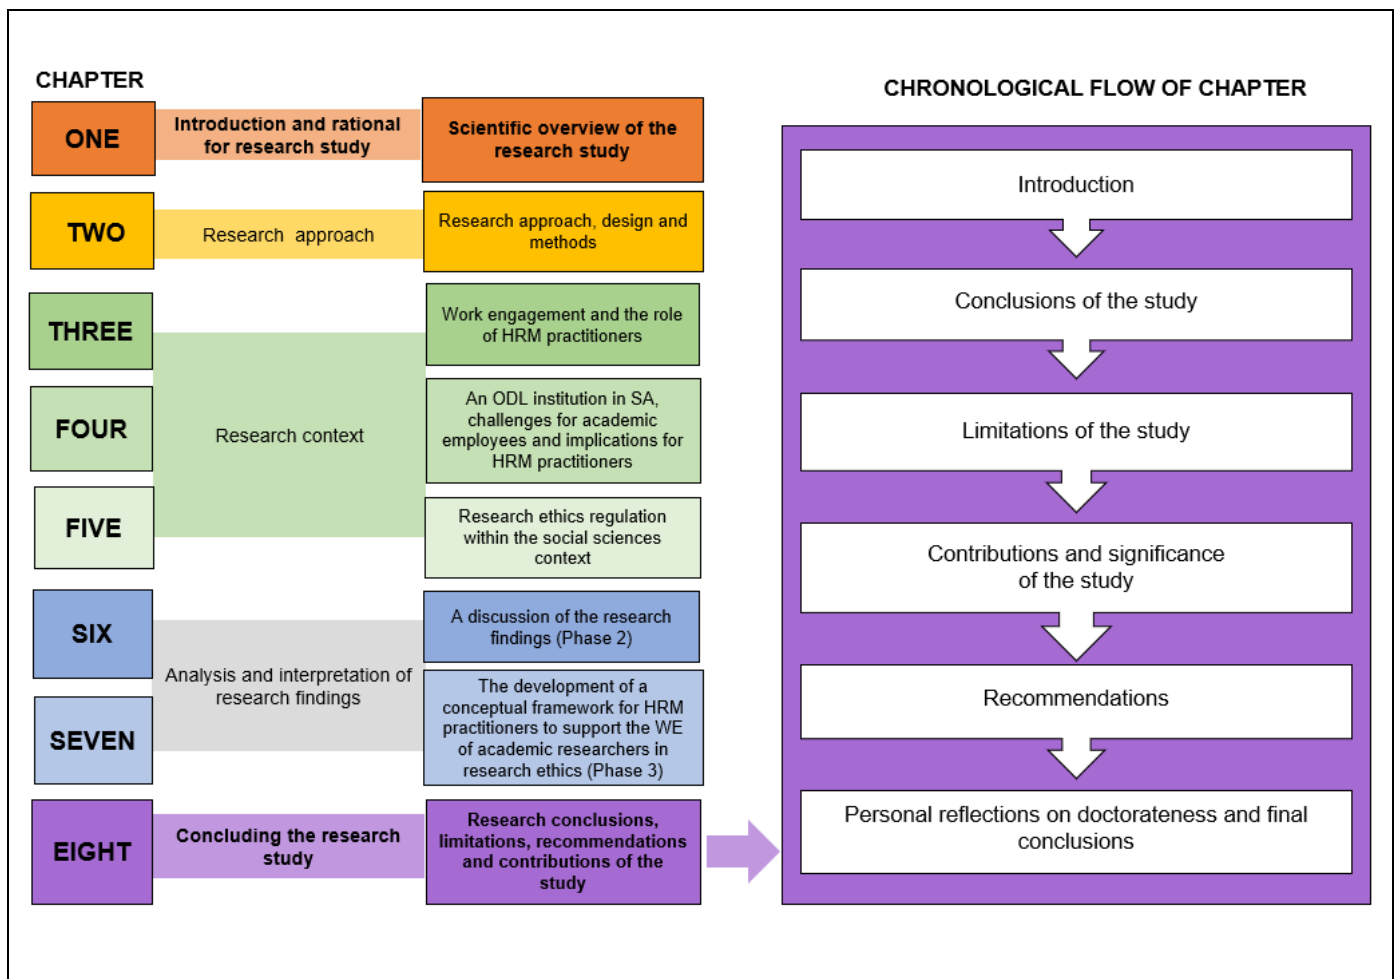 CHAPTER
ONE
Introduction and rational
for research study
Scientific overview of the
research study
TWO
Research approach
Research approach, design and
methods
THREE
Work engagement and the role
of HRM practitioners
FOUR
Research context
An ODL institution in SA,
challenges for academic
employees and implications for
HRM practitioners
FIVE
Research ethics regulation
within the social sciences
context
SIX
A discussion of the research
findings (Phase 2)
Analysis and interpretation of
research findings
SEVEN
The development of a
conceptual framework for HRM
practitioners to support the WE
of academic researchers in
research ethics (Phase 3)
EIGHT
Concluding the research
study
Research conclusions,
limitations, recommendations
and contributions of the
study
CHRONOLOGICAL FLOW OF CHAPTER
Introduction
Conclusions of the study
Limitations of the study
Contributions and significance
of the study
Recommendations
Personal reflections on doctorateness and final
conclusions